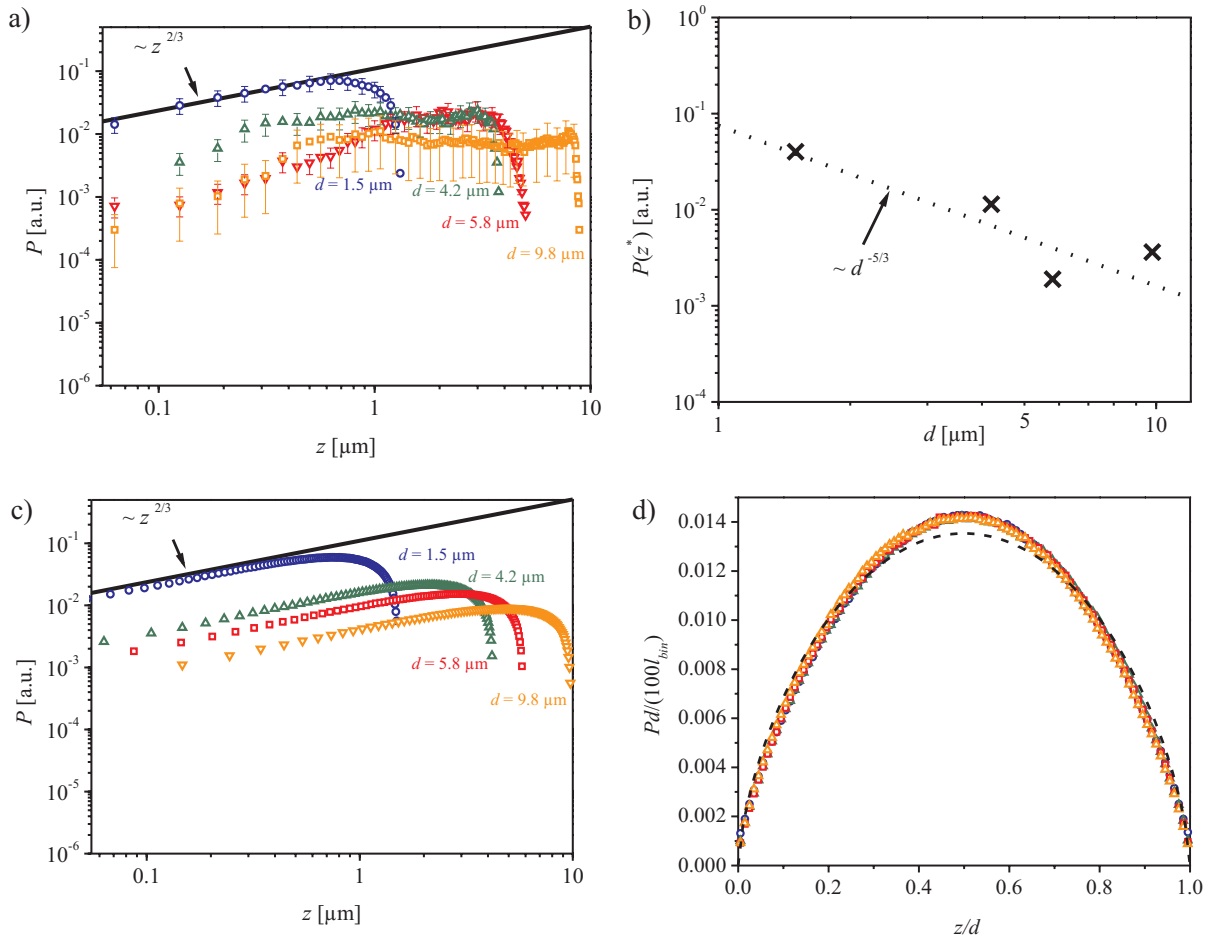 a)
~ z 2/3
10-1
10-2
10-3
10-4
10-5
10-6
P [a.u.]
d = 1.5 µm
d = 4.2 µm
d = 5.8 µm
d = 9.8 µm
0.1 1 10
z [µm]
b)
100
10-1
10-2
10-3
10-4
P(z*) [a.u.]
~ d -5/3
1 5 10
d [µm]
c)
~ z 2/3
10-1
10-2
10-3
10-4
10-5
10-6
P [a.u.]
d = 1.5 µm
d = 4.2 µm
d = 5.8 µm
d = 9.8 µm
0.1 1 10
z [µm]
d)
0.014
0.012
0.010
0.008
0.006
0.004
0.002
0.000
Pd/(100lbin)
0.0 0.2 0.4 0.6 0.8 1.0
z/d